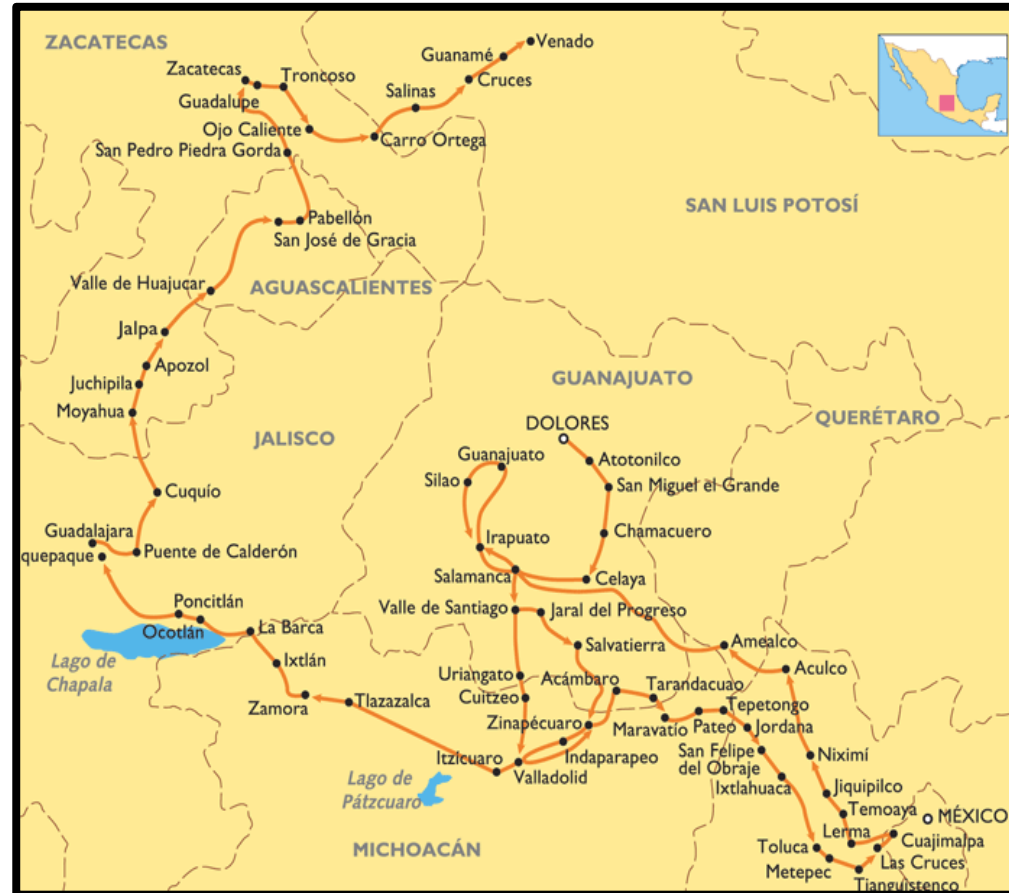 ZACATECAS
Venado
Guanamé
Cruces
Zacatecas
Troncoso
Salinas
Guadalupe
Ojo Caliente
Carro Ortega
San Pedro Piedra Gorda
SAN LUIS POTOSÍ
Pabellón
San José de Gracia
Valle de Huajucar
AGUASCALIENTES
Jalpa
Apozol
Juchipila
Moyahua
GUANAJUATO
QUERÉTARO
JALISCO
DOLORES
Guanajuato
Atotonilco
Silao
San Miguel el Grande
Cuquío
Chamacuero
Guadalajara
quepaque
Puente de Calderón
Irapuato
Salamanca
Celaya
Poncitlán
Ocotlán
La Barca
Valle de Santiago
Jaral del Progreso
Salvatierra
Amealco
Aculco
Lago de
Chapala
Ixtlán
Zamora
Tlazazalca
Uriangato
Cuitzeo
Acámbaro
Tarandacuao
Zinapécuaro
Maravatío
Pateo
Tepetongo
Jordana
Indaparapeo
San Felipe
del Obraje
Niximí
Itzicuaro
Valladolid
Ixtlahuaca
Lago de
Pátzcuaro
Jiquipilco
Temoaya
MÉXICO
Lerma
Cuajimalpa
MICHOACÁN
Toluca
Las Cruces
Metepec
Tianguistenco